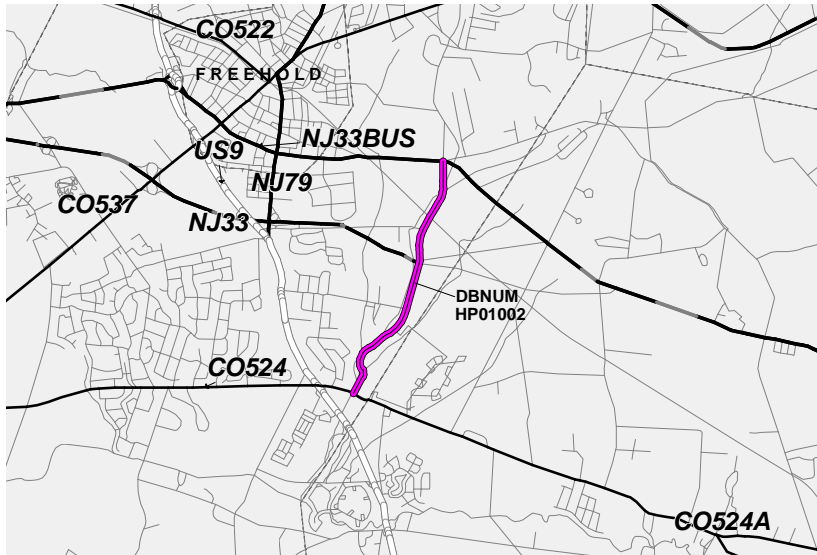 CO522
FREEHOLD
NJ33BUS
US9
NJ79
CO537
NJ33
DBNUM
HP01002
CO524
CO524A